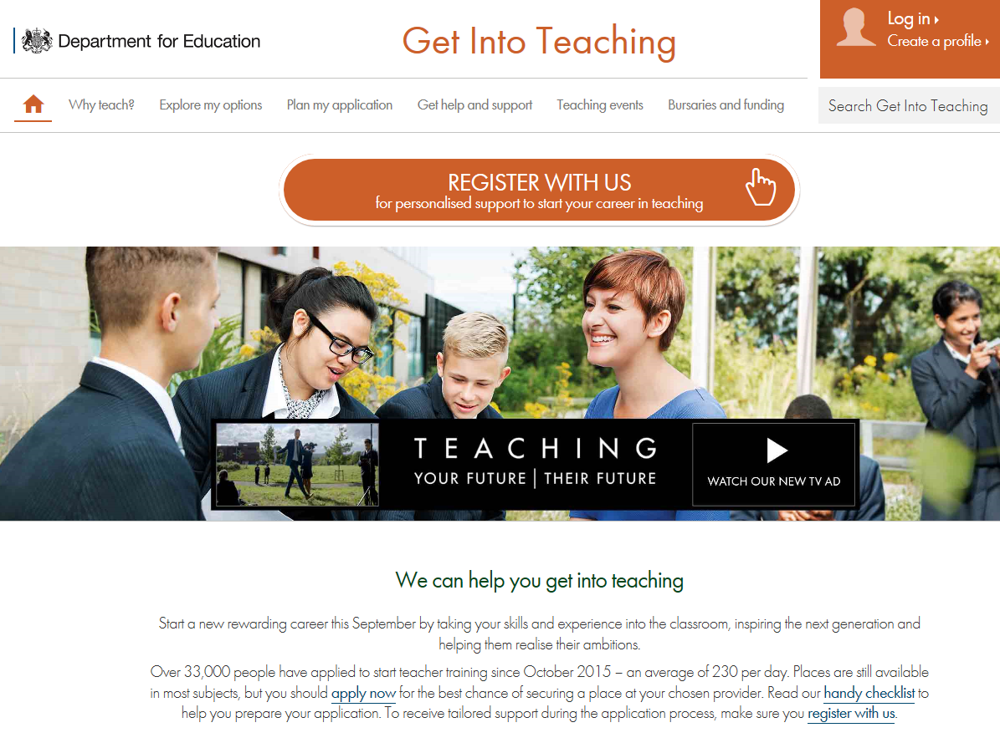 Department for Education
Get Into Teaching
Log in
Create a profile
Why teach?
Explore my options
Plan my application
Get help and support
Teaching events
Bursaries and funding
Search Get Into Teaching
REGISTER WITH US
for personalised support to start your career in teaching
TEACHING
YOUR FUTURE | THEIR FUTURE
WATCH OUR NEW TV AD
We can help you get into teaching
Start a new rewarding career this September by taking your skills and experience into the classroom, inspiring the next generation and
helping them realise their ambitions.
Over 33,000 people have applied to start teacher training since October 2015 – an average of 230 per day. Places are still available
in most subjects, but you should apply now for the best chance of securing a place at your chosen provider. Read our handy checklist to
help you prepare your application. To receive tailored support during the application process, make sure you register with us.